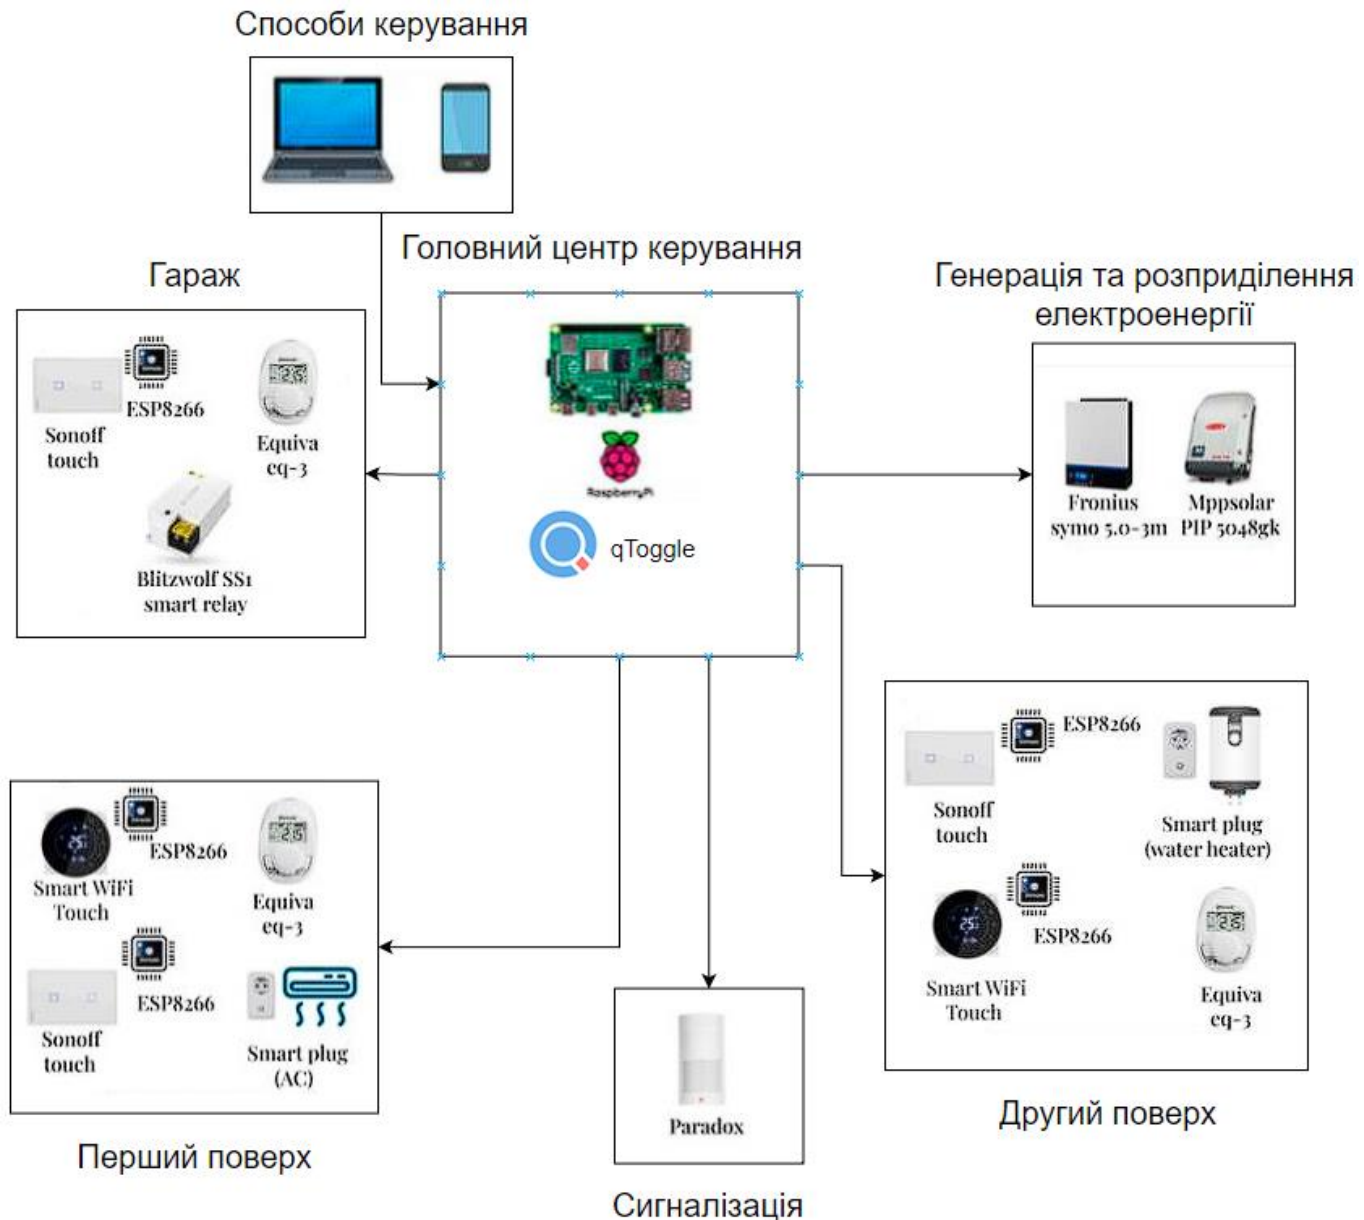 Способи керування
Головний центр керування
RaspberryPi
qToggle
Гараж
ESP8266
Sonoff
touch
Equiva
eq-3
Blitzwolf SS1
smart relay
Генерація та розприділення
електроенергії
Fronius
symo 5.0-3m
Mppsolar
PIP 5048gk
ESP8266
Smart WiFi
Touch
Equiva
eq-3
ESP8266
Sonoff
touch
Smart plug
(AC)
Перший поверх
Paradox
Сигналізація
ESP8266
Sonoff
touch
Smart plug
(water heater)
ESP8266
Smart WiFi
Touch
Equiva
eq-3
Другий поверх